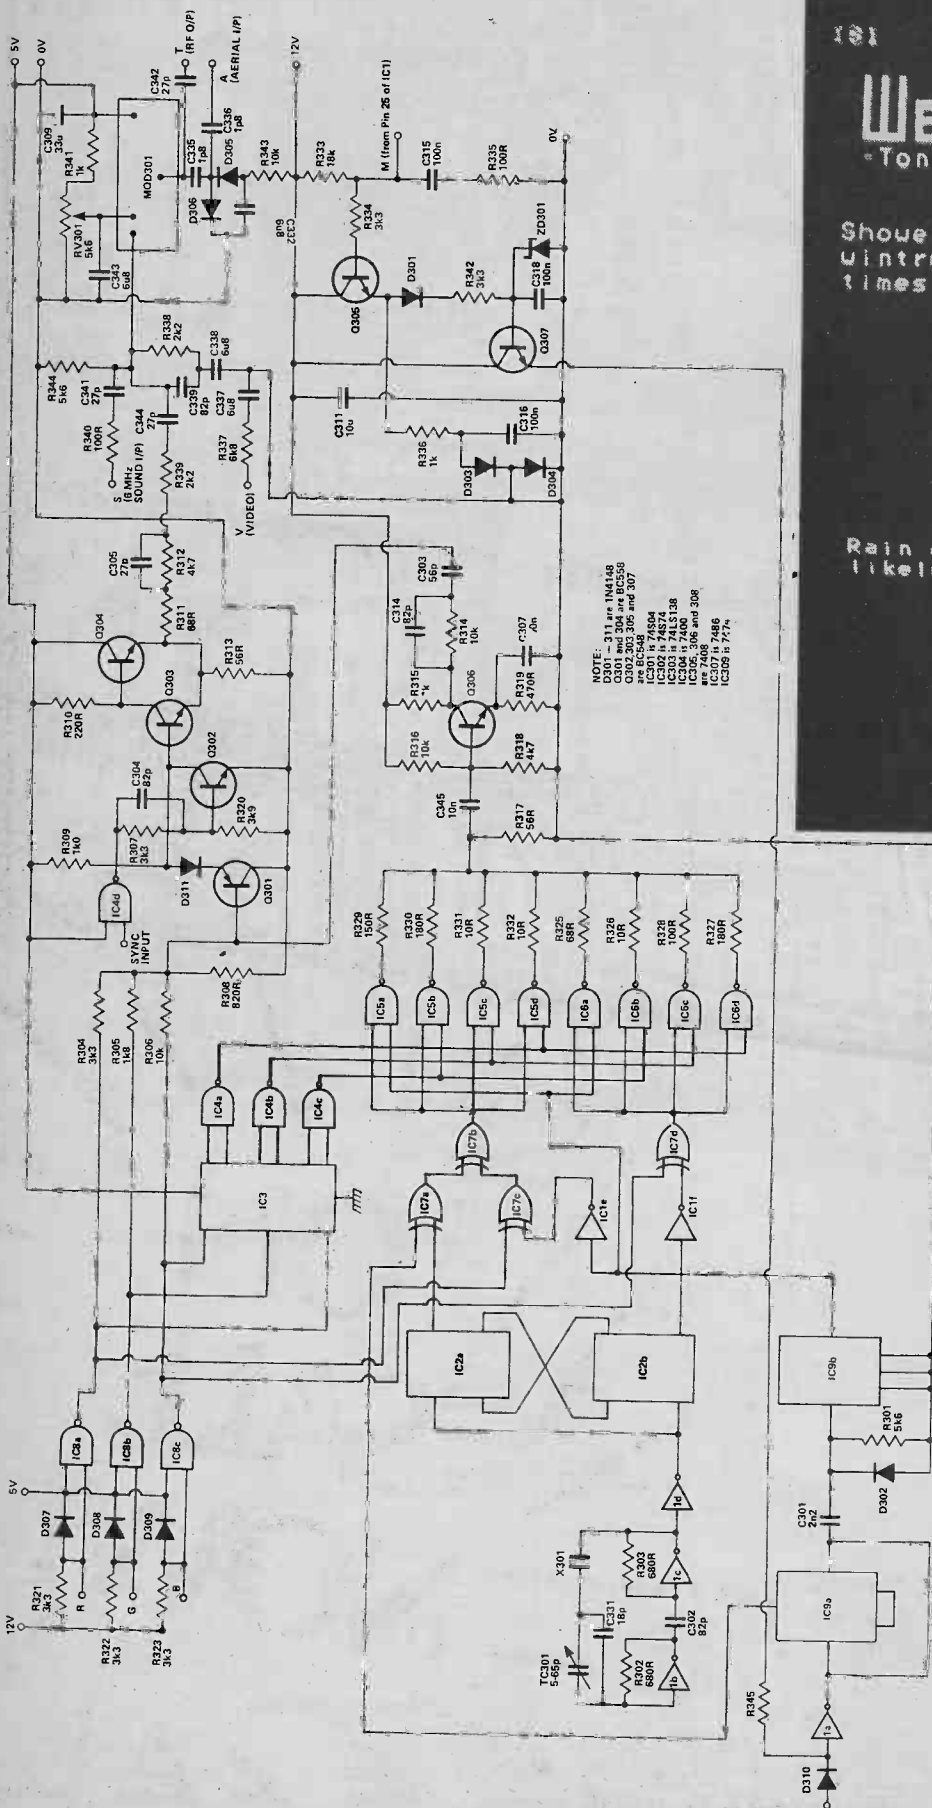 5V
0V
C309
33u
R341
1k
RV301
5k6
C343
6u8
MOD301
C342
27p
T
(RF O/P)
A
(AERIAL I/P)
C335
1p8
C336
1p8
D305
D306
R343
10k
C332
6u8
12V
R333
18k
R334
3k3
M (from Pin 25 of IC1)
C315
100n
R335
100R
0V
Q305
D301
R342
3k3
ZD301
C318
100n
Q307
R344
5k6
C341
27p
R340
100R
S
(6 MHz
SOUND I/P)
R338
2k2
C339
82p
C338
6u8
C344
27p
R339
2k2
C337
6u8
R337
6k8
V
(VIDEO)
C311
10u
R336
1k
C316
100n
D303
D304
C305
27p
R312
4k7
R311
68R
Q304
R310
220R
Q303
R313
56R
Q302
C304
82p
R309
1k0
R307
3k3
R320
3k9
D311
Q301
IC4d
SYNC
INPUT
R308
820R
R304
3k3
R305
1k8
R306
10k
C303
56p
C314
82p
R314
10k
R315
R316
10k
Q306
R319
470R
C307
R318
4k7
C345
10n
R317
56R
NOTE:
D301 – 311 are 1N4148
Q301 and 304 are BC558
Q302,303,305 and 307
are BC548
IC301 is 74S04
IC302 is 74S74
IC303 is 74LS138
IC304 is 7400
IC305, 306 and 308
are 7408
IC307 is 7486
IC309 is 7474
R329
150R
R330
180R
R331
10R
R332
10R
R325
68R
R326
10R
R328
100R
R327
180R
IC5a
IC5b
IC5c
IC5d
IC6a
IC6b
IC6c
IC6d
IC4a
IC4b
IC4c
IC3
IC7a
IC7b
IC7c
IC7d
IC1e
IC1f
IC2a
IC2b
IC8a
IC8b
IC8c
5V
12V
D307
D308
D309
R321
3k3
R322
3k3
R323
3k3
R
G
B
TC301
5-65p
X301
C331
18p
R302
680R
R303
680R
C302
82p
1b
1c
1d
IC9a
IC9b
C301
2n2
R301
5k6
D302
R345
1a
D310
-Ton
times
Rain